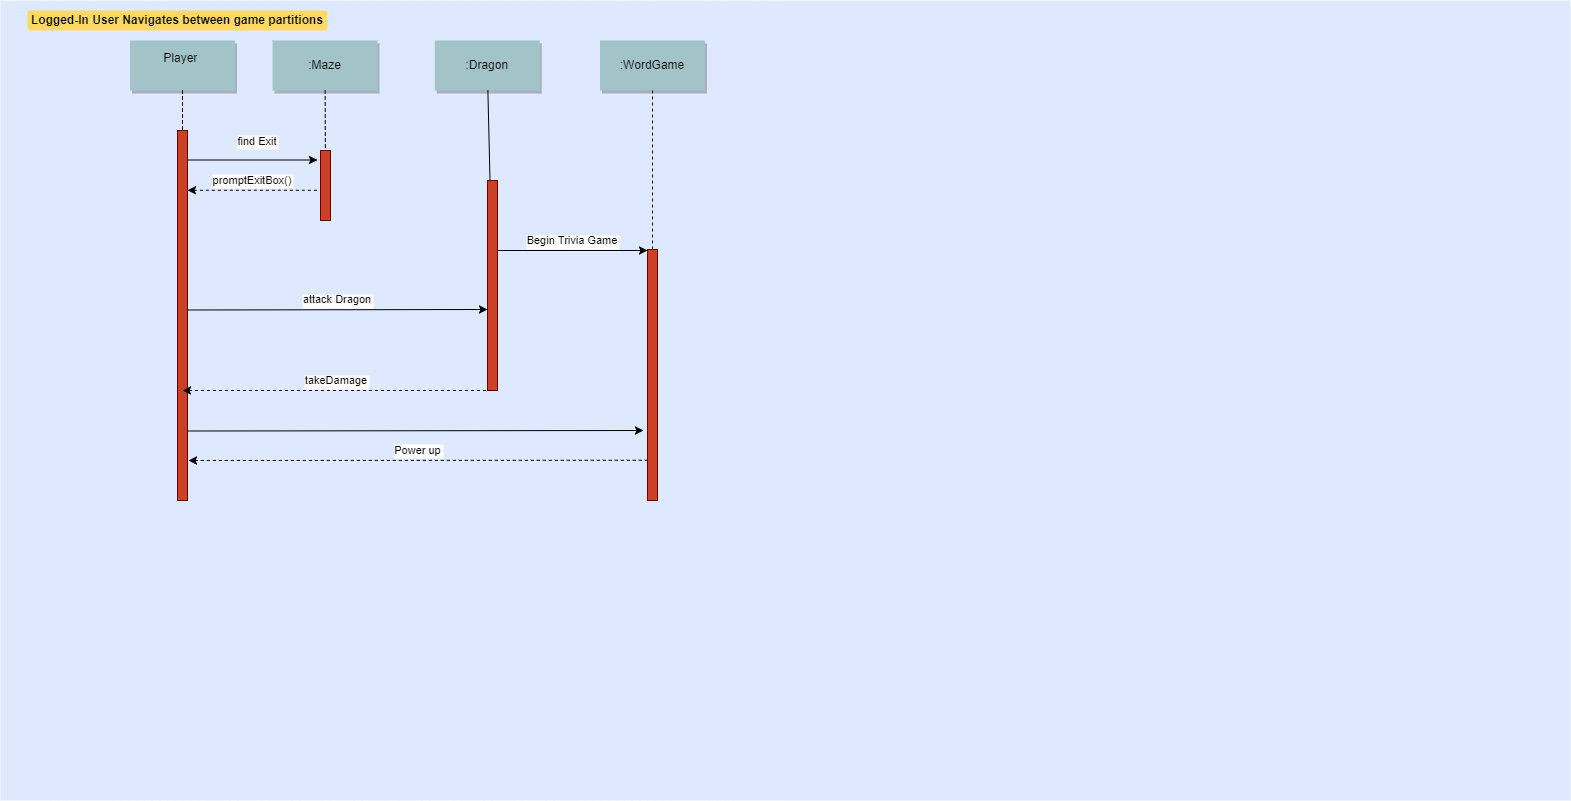 Logged-In User Navigates between game partitions
Player
:Maze
:Dragon
:WordGame
find Exit
promptExitBox()
Begin Trivia Game
attack Dragon
takeDamage
Power up